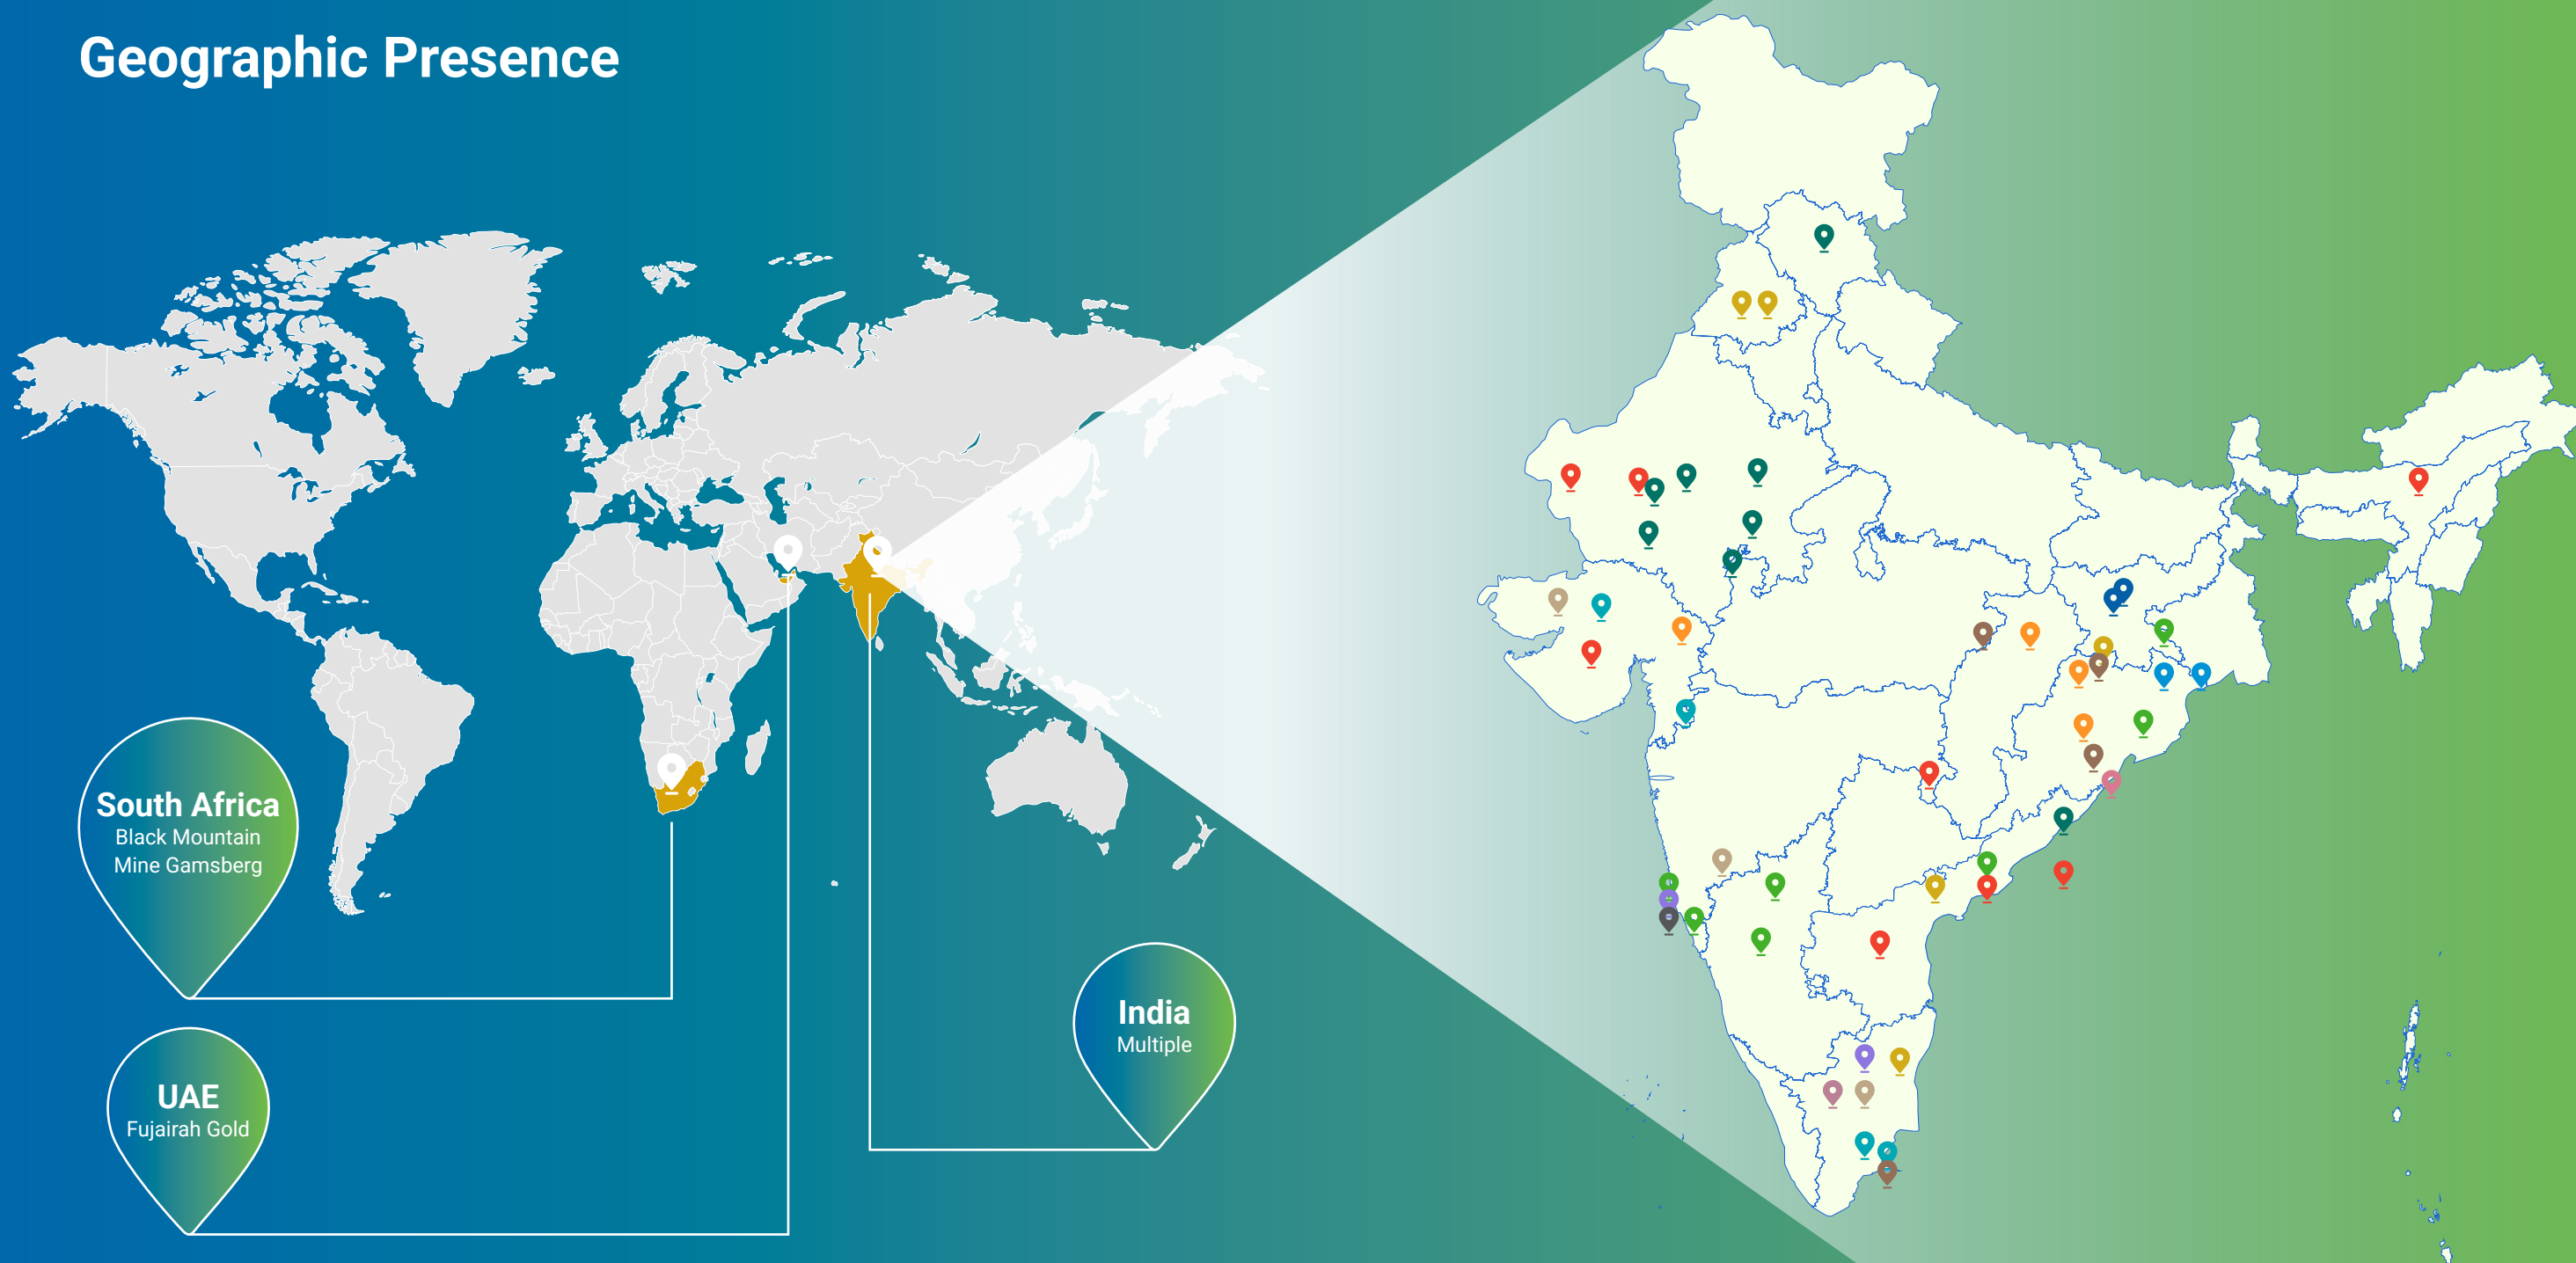 Geographic Presence
South Africa
Black Mountain
Mine Gamsberg
UAE
Fujairah Gold
India
Multiple